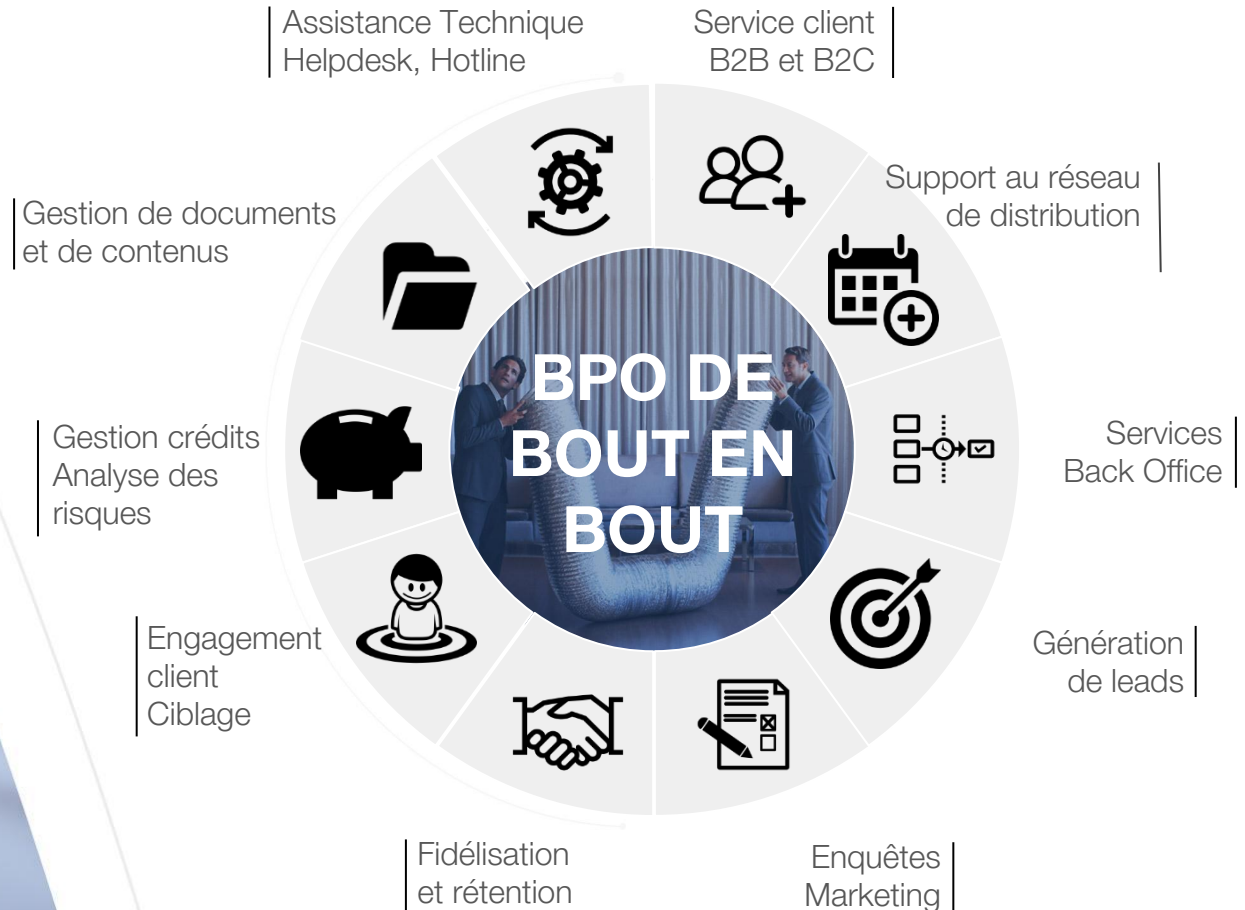 Assistance Technique
Helpdesk, Hotline
Service client
B2B et B2C
Support au réseau
de distribution
Gestion de documents
et de contenus
BPO DE
BOUT EN
BOUT
Gestion crédits
Analyse des
risques
Services
Back Office
Engagement
client
Ciblage
Génération
de leads
Fidélisation
et rétention
Enquêtes
Marketing